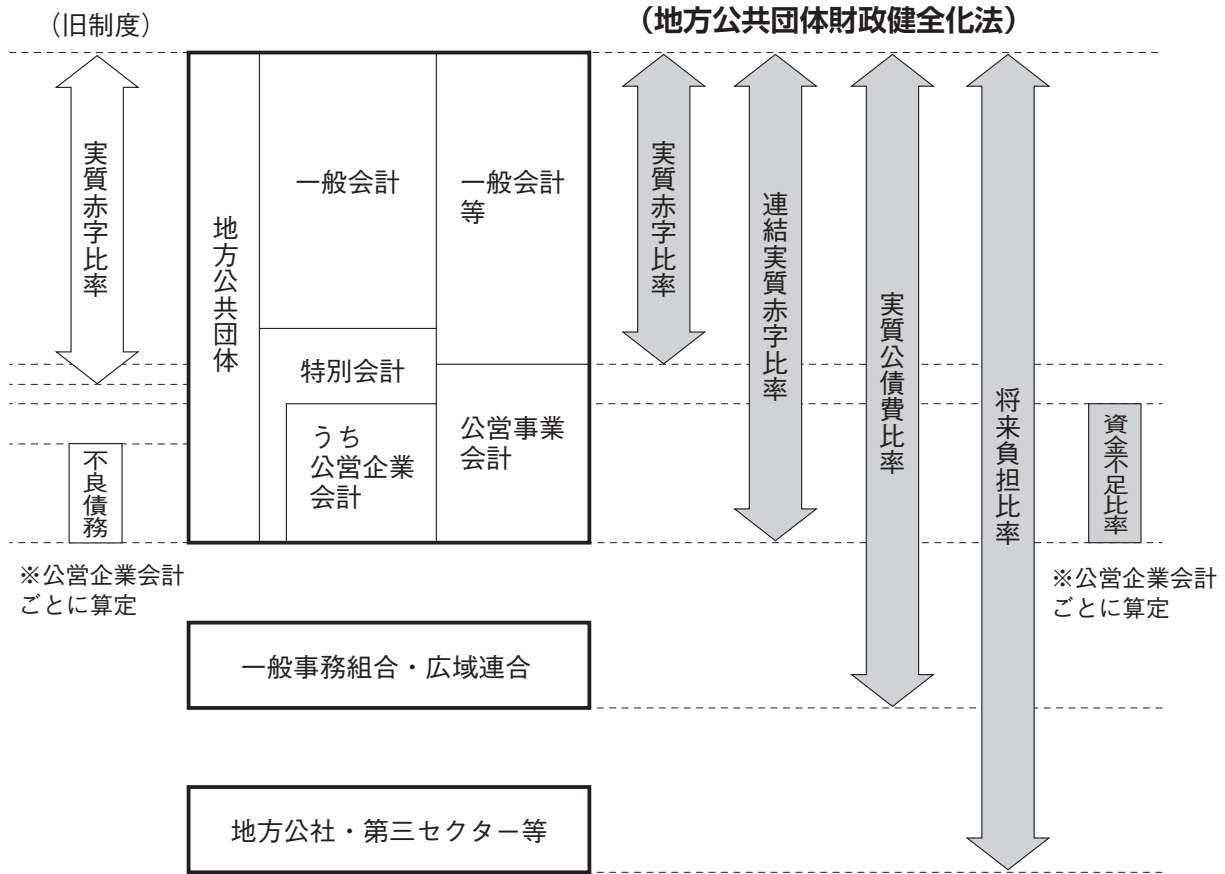 （旧制度）
（地方公共団体財政健全化法）
実質赤字比率
不良債務
※公営企業会計
ごとに算定
地方公共団体
一般会計
特別会計
うち
公営企業
会計
一般会計
等
公営事業
会計
実質赤字比率
連結実質赤字比率
実質公債費比率
将来負担比率
資金不足比率
※公営企業会計
ごとに算定
一般事務組合・広域連合
地方公社・第三セクター等